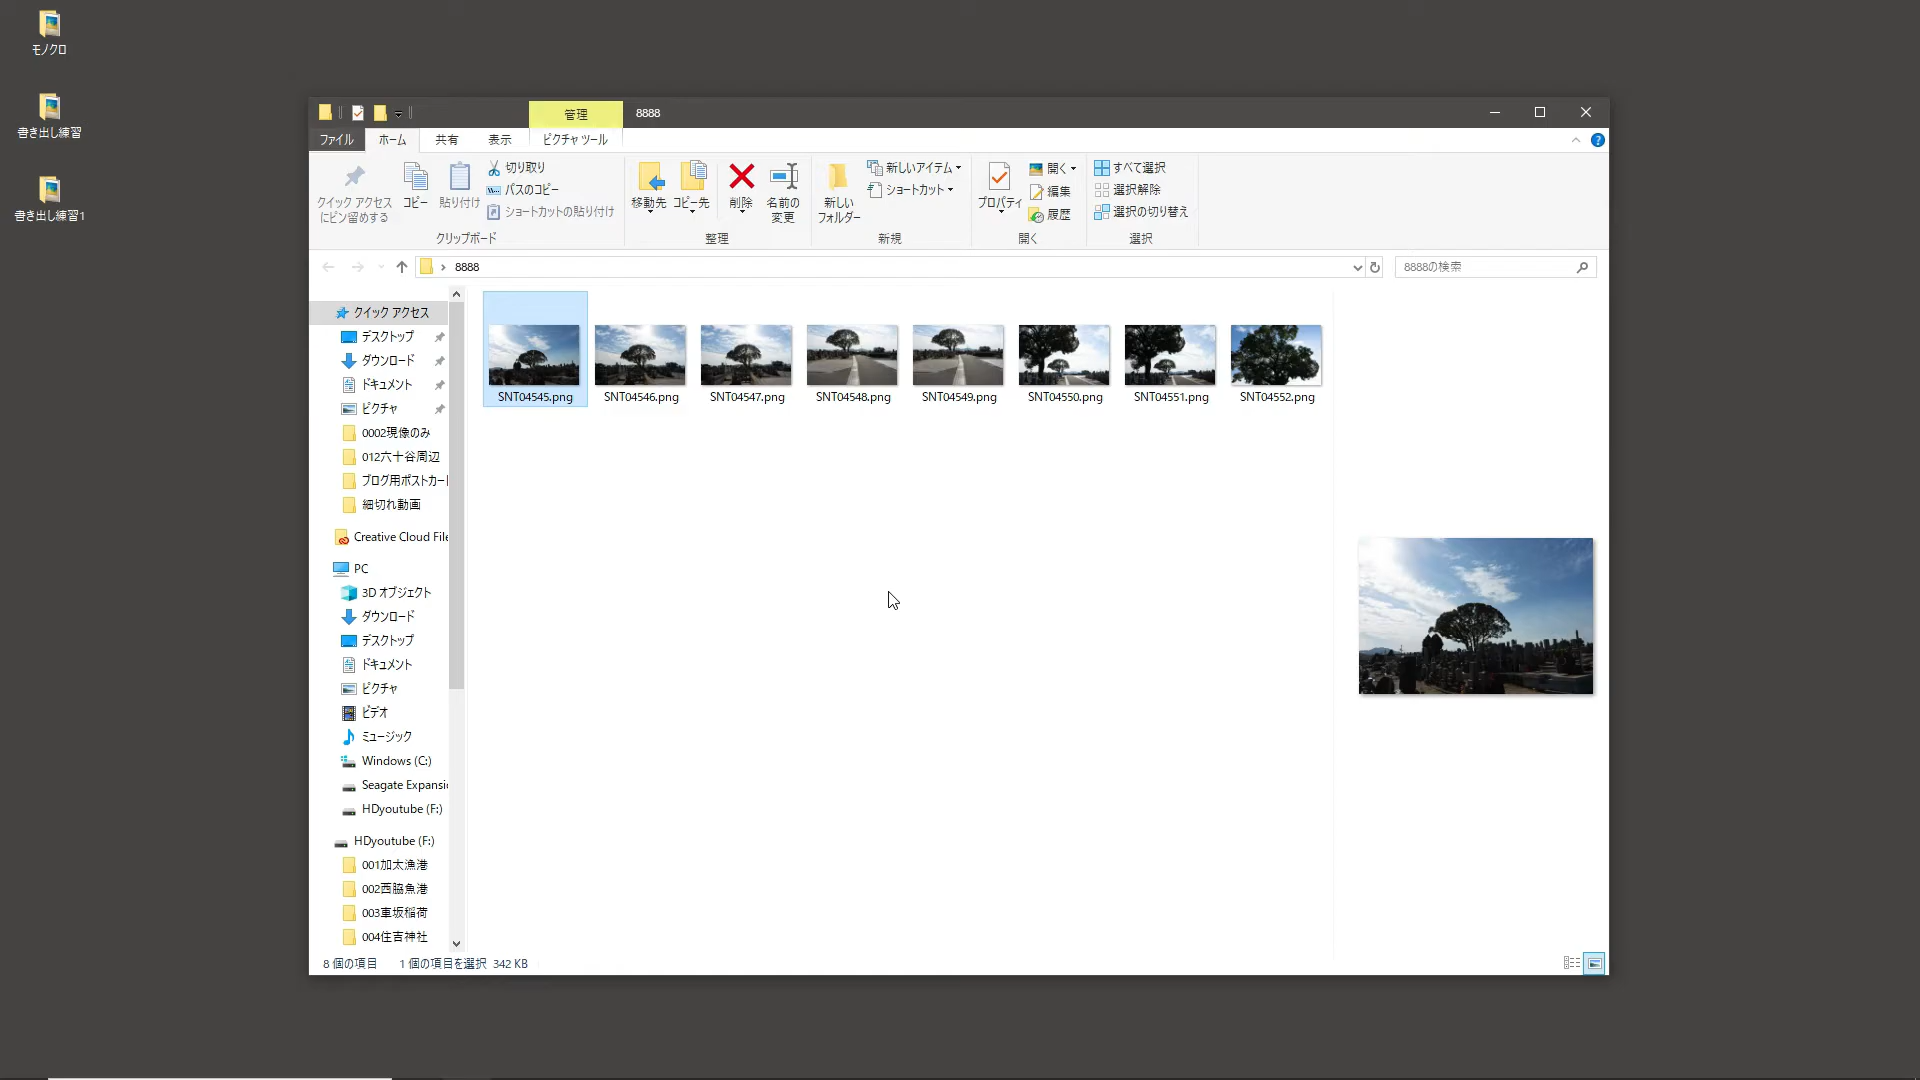 モノクロ
書き出し練習
書き出し練習1
管理
8888
ファイル
ホーム
共有
表示
ピクチャ ツール
クイック アクセス
にピン留めする
コピー
貼り付け
切り取り
パスのコピー
ショートカットの貼り付け
クリップボード
移動先
コピー先
削除
名前の
変更
整理
新しい
フォルダー
新しいアイテム
ショートカット
新規
プロパティ
開く
編集
履歴
開く
すべて選択
選択解除
選択の切り替え
選択
8888
8888の検索
クイック アクセス
デスクトップ
ダウンロード
ドキュメント
ピクチャ
0002現像のみ
012六十谷周辺
ブログ用ポストカード
細切れ動画
Creative Cloud File
PC
3D オブジェクト
ダウンロード
デスクトップ
ドキュメント
ピクチャ
ビデオ
ミュージック
Windows (C:)
Seagate Expansi
HDyoutube (F:)
HDyoutube (F:)
001加太漁港
002西脇魚港
003車坂稲荷
004住吉神社
SNT04545.png
SNT04546.png
SNT04547.png
SNT04548.png
SNT04549.png
SNT04550.png
SNT04551.png
SNT04552.png
8 個の項目
1 個の項目を選択 342 KB